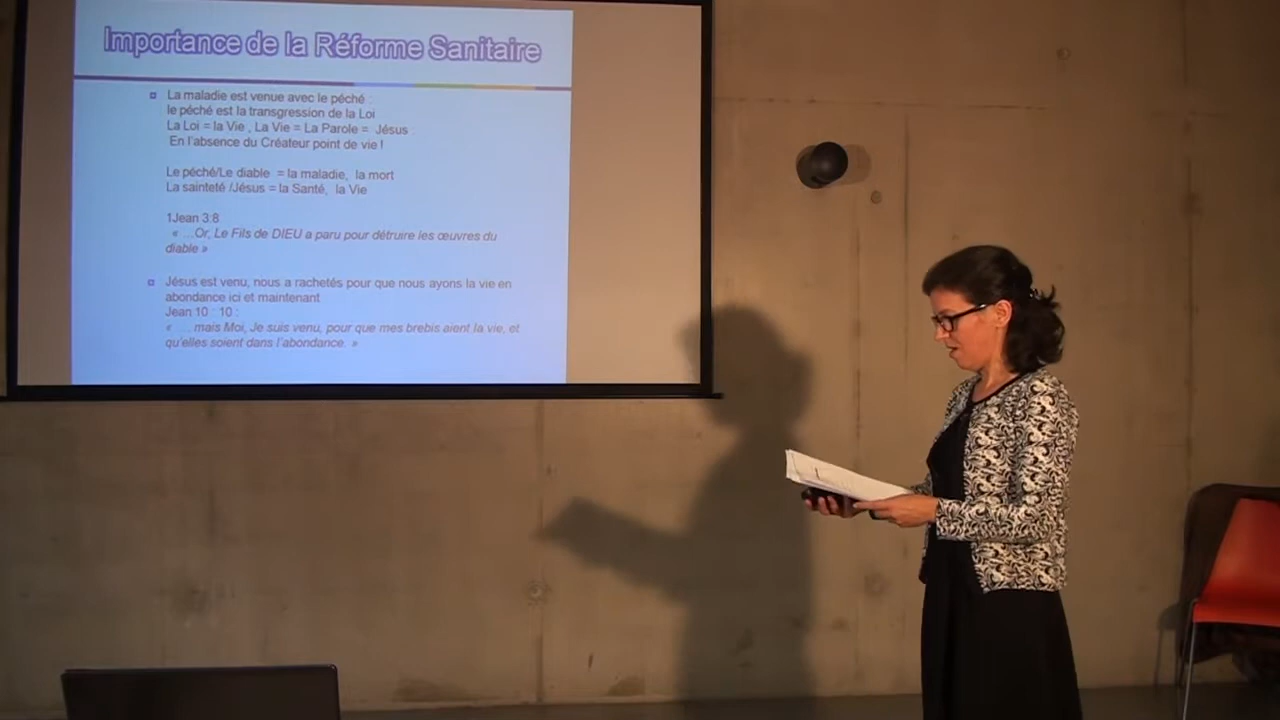 Importance de la Réforme Sanitaire
La maladie est venue avec le péché :
le péché est la transgression de la Loi
La Loi = la Vie , La Vie = La Parole = Jésus
En l'absence du Créateur point de vie !
Le péché/Le diable = la maladie, la mort
La sainteté /Jésus = la Santé, la Vie
1Jean 3:8
« ...Or, Le Fils de DIEU a paru pour détruire les œuvres du
diable »
Jésus est venu, nous a rachetés pour que nous ayons la vie en
abondance ici et maintenant
Jean 10 : 10 :
« ... mais Moi, Je suis venu, pour que mes brebis aient la vie, et
qu'elles soient dans l'abondance. »